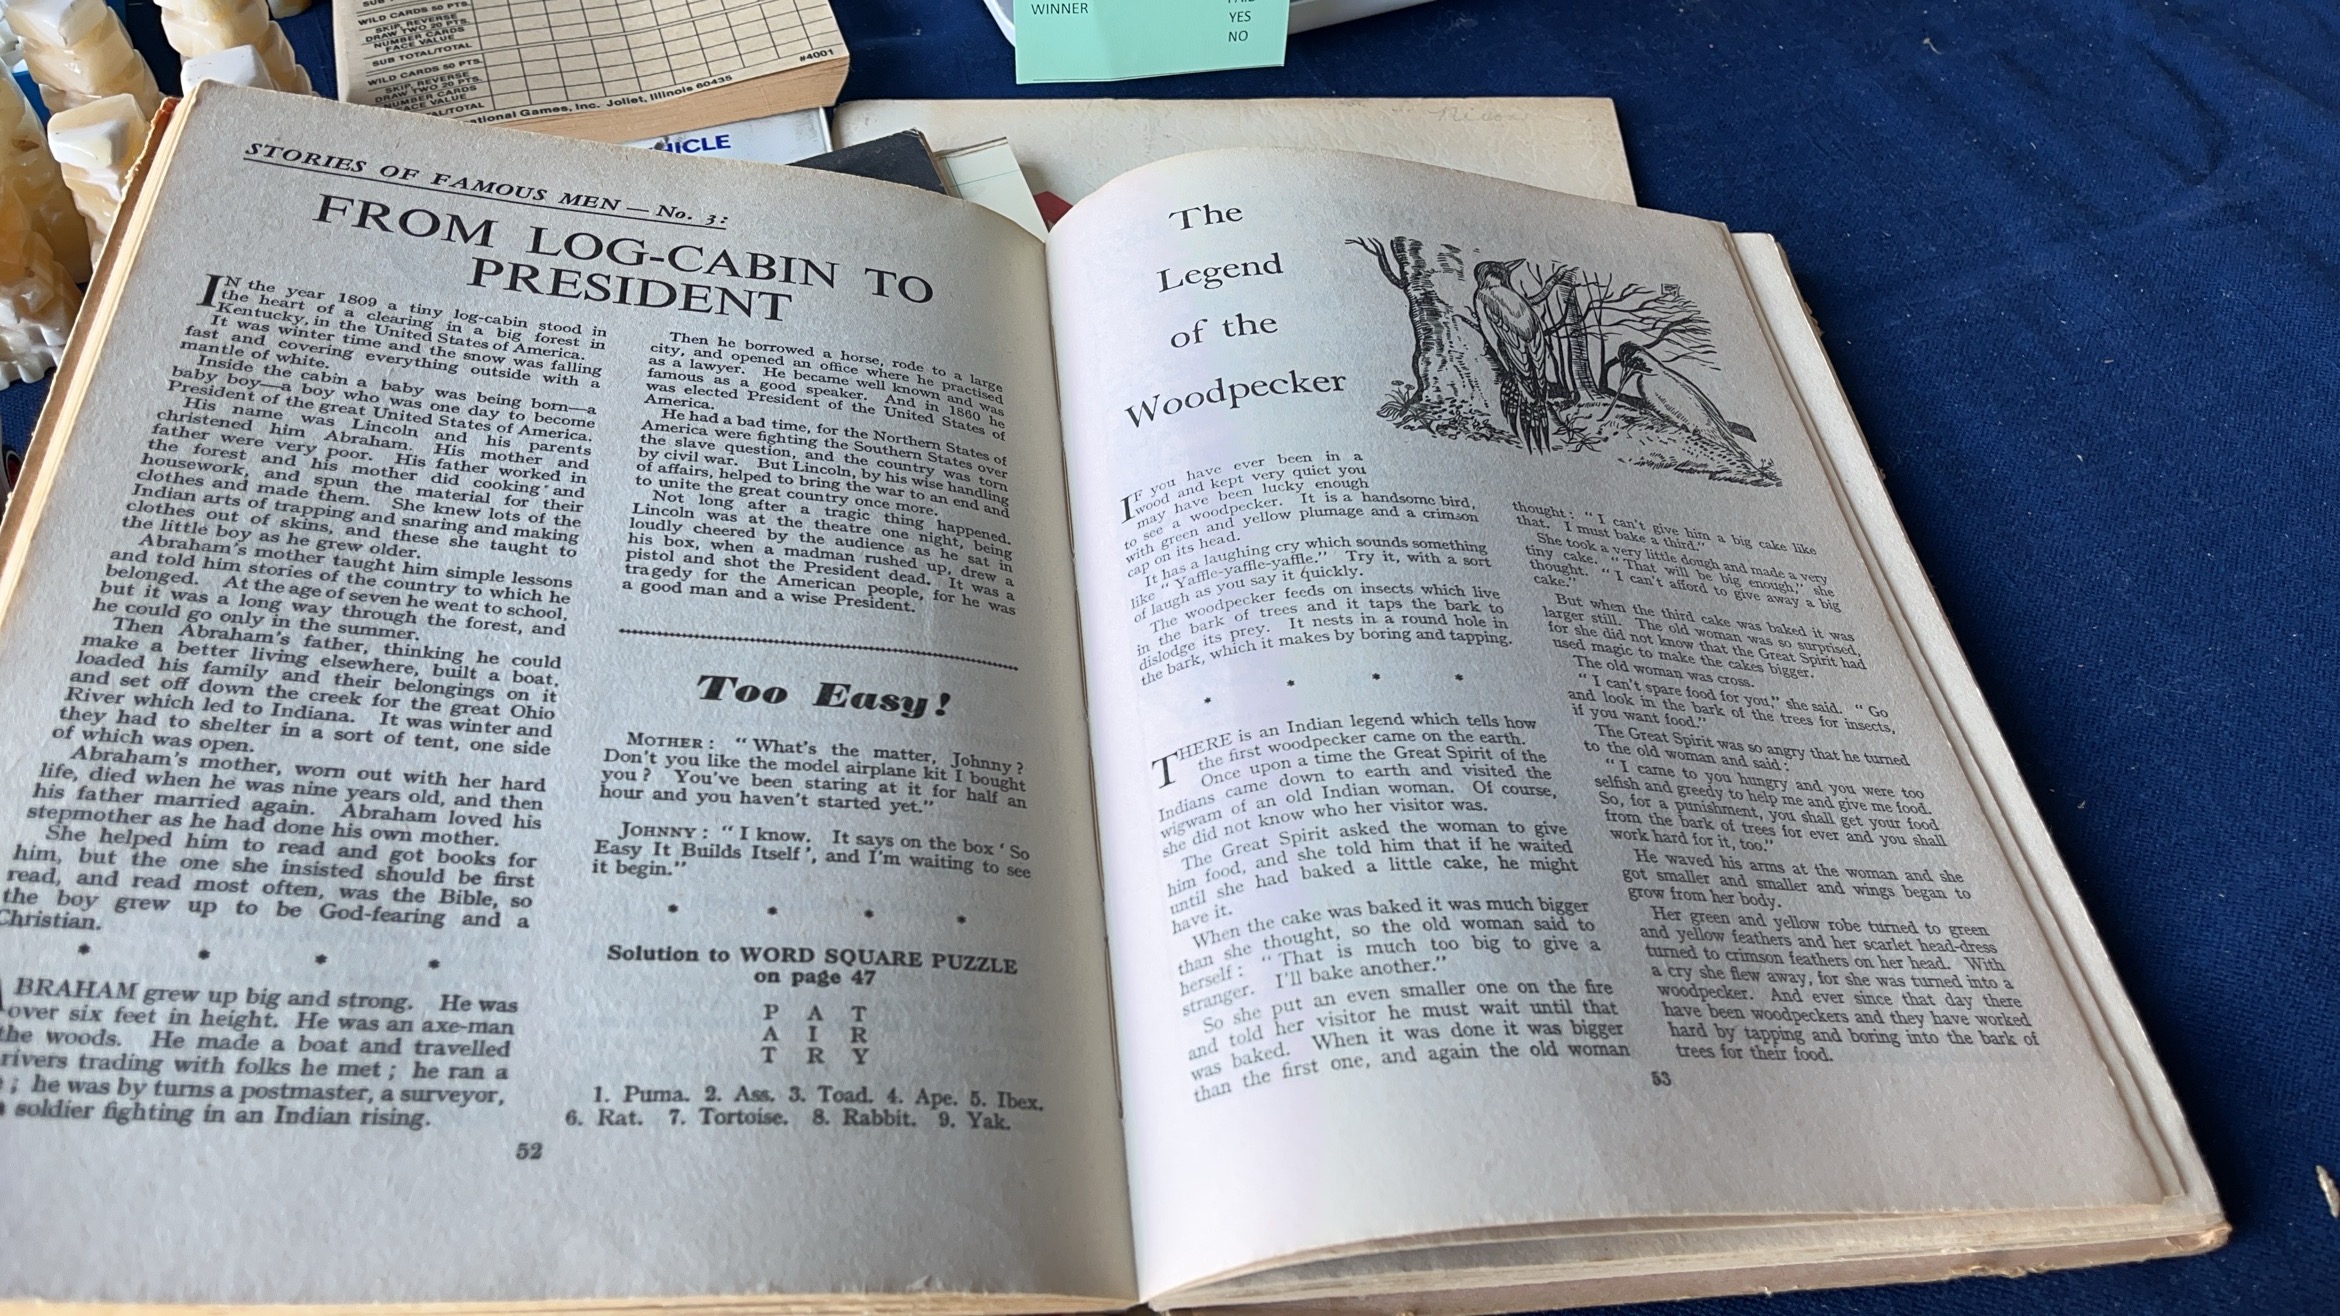 WILD CARDS 50 PTS.
SKIP, REVERSE
DRAW TWO 20 PTS.
NUMBER CARDS
FACE VALUE
SUB TOTAL/TOTAL
WILD CARDS 50 PTS.
SKIP, REVERSE
DRAW TWO 20 PTS.
NUMBER CARDS
FACE VALUE
#4001
Games, Inc. Joliet, Illinois 60435
WINNER
YES
NO
STORIES OF FAMOUS MEN — No. 3:
FROM LOG-CABIN TO
PRESIDENT
IN the year 1809 a tiny log-cabin stood in
the heart of a clearing in a big forest in
Kentucky, in the United States of America.
It was winter time and the snow was falling
fast and covering everything outside with a
mantle of white.
Inside the cabin a baby was being born—a
baby boy—a boy who was one day to become
President of the great United States of America.
His name was Lincoln and his parents
christened him Abraham. His mother and
father were very poor. His father worked in
the forest and his mother did cooking and
housework, and spun the material for their
clothes and made them. She knew lots of the
Indian arts of trapping and snaring and making
clothes out of skins, and these she taught to
the little boy as he grew older.
Abraham's mother taught him simple lessons
and told him stories of the country to which he
belonged. At the age of seven he went to school,
but it was a long way through the forest, and
he could go only in the summer.
Then Abraham's father, thinking he could
make a better living elsewhere, built a boat,
loaded his family and their belongings on it
and set off down the creek for the great Ohio
River which led to Indiana. It was winter and
they had to shelter in a sort of tent, one side
of which was open.
Abraham's mother, worn out with her hard
life, died when he was nine years old, and then
his father married again. Abraham loved his
stepmother as he had done his own mother.
She helped him to read and got books for
him, but the one she insisted should be first
read, and read most often, was the Bible, so
the boy grew up to be God-fearing and a
Christian.
* * * *
BRAHAM grew up big and strong. He was
over six feet in height. He was an axe-man
the woods. He made a boat and travelled
rivers trading with folks he met ; he ran a
; he was by turns a postmaster, a surveyor,
soldier fighting in an Indian rising.
Then he borrowed a horse, rode to a large
city, and opened an office where he practised
as a lawyer. He became well known and was
famous as a good speaker. And in 1860 he
was elected President of the United States of
America.
He had a bad time, for the Northern States of
America were fighting the Southern States over
the slave question, and the country was torn
by civil war. But Lincoln, by his wise handling
of affairs, helped to bring the war to an end and
to unite the great country once more.
Not long after a tragic thing happened.
Lincoln was at the theatre one night, being
loudly cheered by the audience as he sat in
his box, when a madman rushed up, drew a
pistol and shot the President dead. It was a
tragedy for the American people, for he was
a good man and a wise President.
Too Easy!
MOTHER : “ What's the matter, Johnny ?
Don't you like the model airplane kit I bought
you ? You've been staring at it for half an
hour and you haven't started yet.”
JOHNNY : “ I know. It says on the box ‘ So
Easy It Builds Itself ’, and I'm waiting to see
it begin.”
* * * *
Solution to WORD SQUARE PUZZLE
on page 47
P A T
A I R
T R Y
1. Puma. 2. Ass. 3. Toad. 4. Ape. 5. Ibex.
6. Rat. 7. Tortoise. 8. Rabbit. 9. Yak.
52
The
Legend
of the
Woodpecker
IF you have ever been in a
wood and kept very quiet you
may have been lucky enough
to see a woodpecker. It is a handsome bird,
with green and yellow plumage and a crimson
cap on its head.
It has a laughing cry which sounds something
like “ Yaffle-yaffle-yaffle.” Try it, with a sort
of laugh as you say it quickly.
The woodpecker feeds on insects which live
in the bark of trees and it taps the bark to
dislodge its prey. It nests in a round hole in
the bark, which it makes by boring and tapping.
* * * *
THERE is an Indian legend which tells how
the first woodpecker came on the earth.
Once upon a time the Great Spirit of the
Indians came down to earth and visited the
wigwam of an old Indian woman. Of course,
she did not know who her visitor was.
The Great Spirit asked the woman to give
him food, and she told him that if he waited
until she had baked a little cake, he might
have it.
When the cake was baked it was much bigger
than she thought, so the old woman said to
herself : “ That is much too big to give a
stranger. I'll bake another.”
So she put an even smaller one on the fire
and told her visitor he must wait until that
was baked. When it was done it was bigger
than the first one, and again the old woman
thought : “ I can't give him a big cake like
that. I must bake a third.”
She took a very little dough and made a very
tiny cake. “ That will be big enough,” she
thought. “ I can't afford to give away a big
cake.”
But when the third cake was baked it was
larger still. The old woman was so surprised,
for she did not know that the Great Spirit had
used magic to make the cakes bigger.
The old woman was cross.
“ I can't spare food for you,” she said. “ Go
and look in the bark of the trees for insects,
if you want food.”
The Great Spirit was so angry that he turned
to the old woman and said :
“ I came to you hungry and you were too
selfish and greedy to help me and give me food.
So, for a punishment, you shall get your food
from the bark of trees for ever and you shall
work hard for it, too.”
He waved his arms at the woman and she
got smaller and smaller and wings began to
grow from her body.
Her green and yellow robe turned to green
and yellow feathers and her scarlet head-dress
turned to crimson feathers on her head. With
a cry she flew away, for she was turned into a
woodpecker. And ever since that day there
have been woodpeckers and they have worked
hard by tapping and boring into the bark of
trees for their food.
53